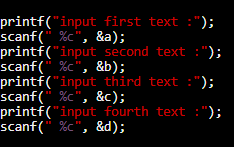 printf("input first text :");
scanf(" %c", &a);
printf("input second text :");
scanf(" %c", &b);
printf("input third text :");
scanf(" %c", &c);
printf("input fourth text :");
scanf(" %c", &d);